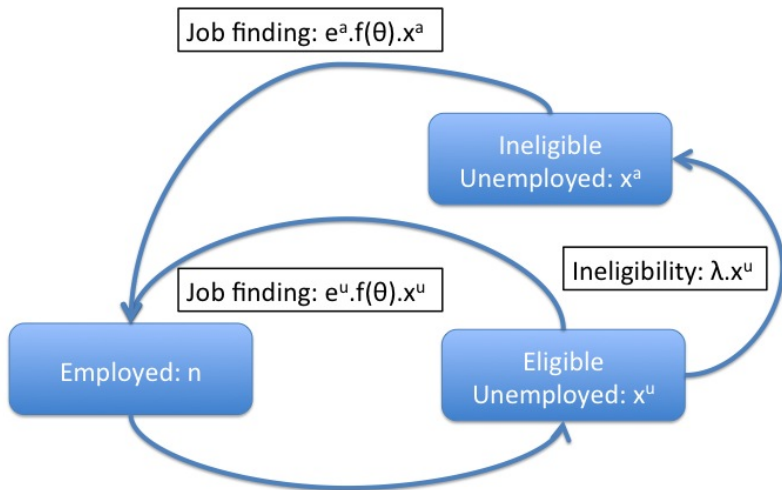 Job finding: eᵃ.f(θ).xᵃ
Ineligible
Unemployed: xᵃ
Job finding: eᵘ.f(θ).xᵘ
Ineligibility: λ.xᵘ
Employed: n
Eligible
Unemployed: xᵘ